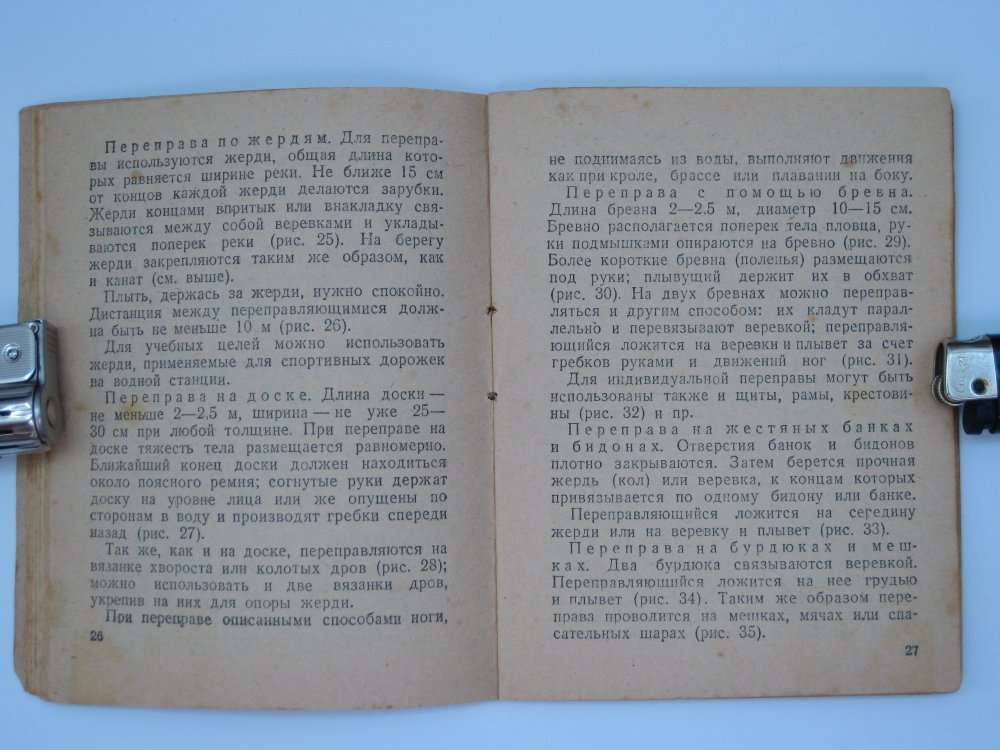 Переправа по жердям. Для перепра-
вы используются жерди, общая длина кото-
рых равняется ширине реки. Не ближе 15 см
от концов каждой жерди делаются зарубки.
Жерди концами впритык или внакладку свя-
зываются между собой веревками и уклады-
ваются поперек реки (рис. 25). На берегу
жерди закрепляются таким же образом, как
и канат (см. выше).
Плыть, держась за жерди, нужно спокойно.
Дистанция между переправляющимися долж-
на быть не меньше 10 м (рис. 26).
Для учебных целей можно использовать
жерди, применяемые для спортивных дорожек
на водной станции.
Переправа на доске. Длина доски —
не меньше 2—2,5 м, ширина — не уже 25—
30 см при любой толщине. При переправе на
доске тяжесть тела размещается равномерно.
Ближайший конец доски должен находиться
около поясного ремня; согнутые руки держат
доску на уровне лица или же опущены по
сторонам в воду и производят гребки спереди
назад (рис. 27).
Так же, как и на доске, переправляются на
вязанке хвороста или колотых дров (рис. 28);
можно использовать и две вязанки дров,
укрепив на них для опоры жерди.
При переправе описанными способами ноги,
26
не поднимаясь из воды, выполняют движения
как при кроле, брассе или плавании на боку.
Переправа с помощью бревна.
Длина бревна 2—2.5 м, диаметр 10—15 см.
Бревно располагается поперек тела пловца, ру-
ки подмышками опираются на бревно (рис. 29).
Более короткие бревна (поленья) размещаются
под руки; плывущий держит их в обхват
(рис. 30). На двух бревнах можно переправ-
ляться и другим способом: их кладут парал-
лельно и перевязывают веревкой; переправля-
ющийся ложится на веревки и плывет за счет
гребков руками и движений ног (рис. 31).
Для индивидуальной переправы могут быть
использованы также и щиты, рамы, крестови-
ны (рис. 32) и пр.
Переправа на жестяных банках
и бидонах. Отверстия банок и бидонов
плотно закрываются. Затем берется прочная
жердь (кол) или веревка, к концам которых
привязывается по одному бидону или банке.
Переправляющийся ложится на середину
жерди или на веревку и плывет (рис. 33).
Переправа на бурдюках и меш-
ках. Два бурдюка связываются веревкой.
Переправляющийся ложится на нее грудью
и плывет (рис. 34). Таким же образом пере-
права проводится на мешках, мячах или спа-
сательных шарах (рис. 35).
27